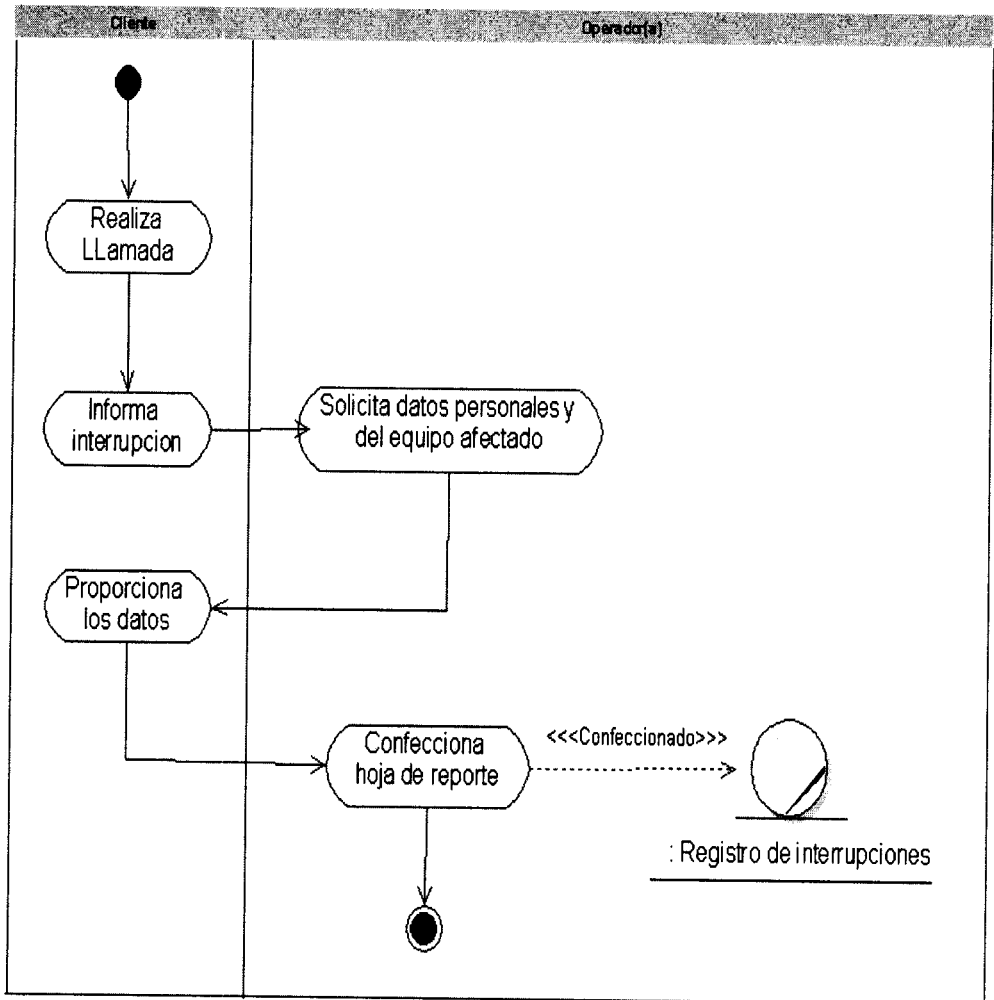 Cliente
Operador(a)
Realiza
LLamada
Informa
interrupcion
Solicita datos personales y
del equipo afectado
Proporciona
los datos
Confecciona
hoja de reporte
<<<Confeccionado>>>
: Registro de interrupciones